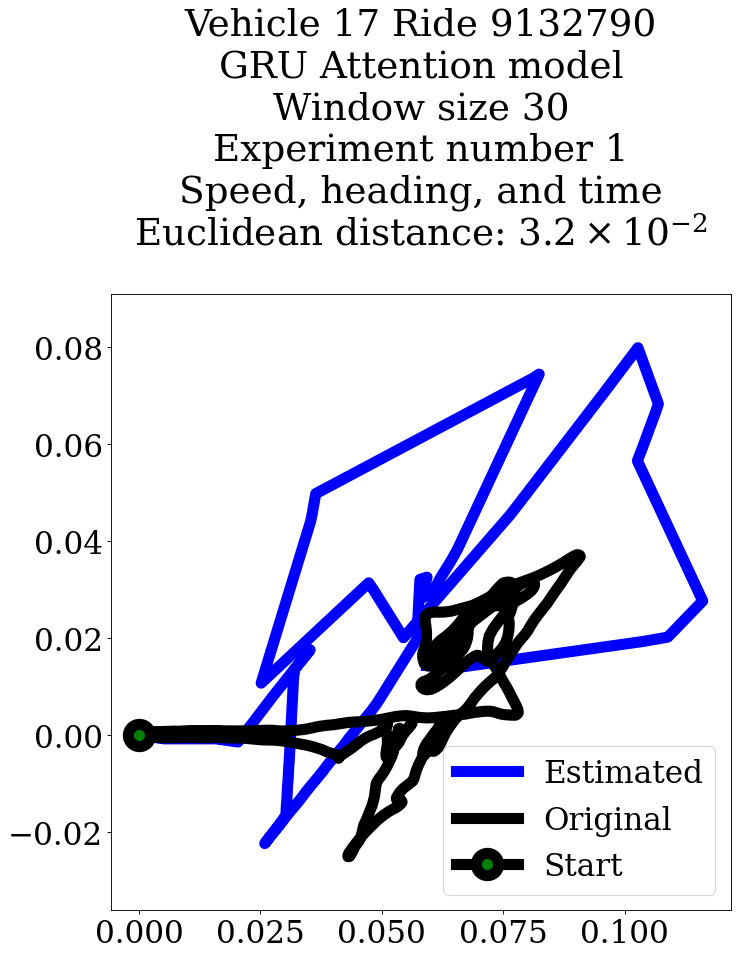 Vehicle 17 Ride 9132790
GRU Attention model
Window size 30
Experiment number 1
Speed, heading, and time
Euclidean distance: 3.2 × 10⁻²
0.08
0.06
0.04
0.02
0.00
−0.02
Estimated
Original
Start
0.000 0.025 0.050 0.075 0.100